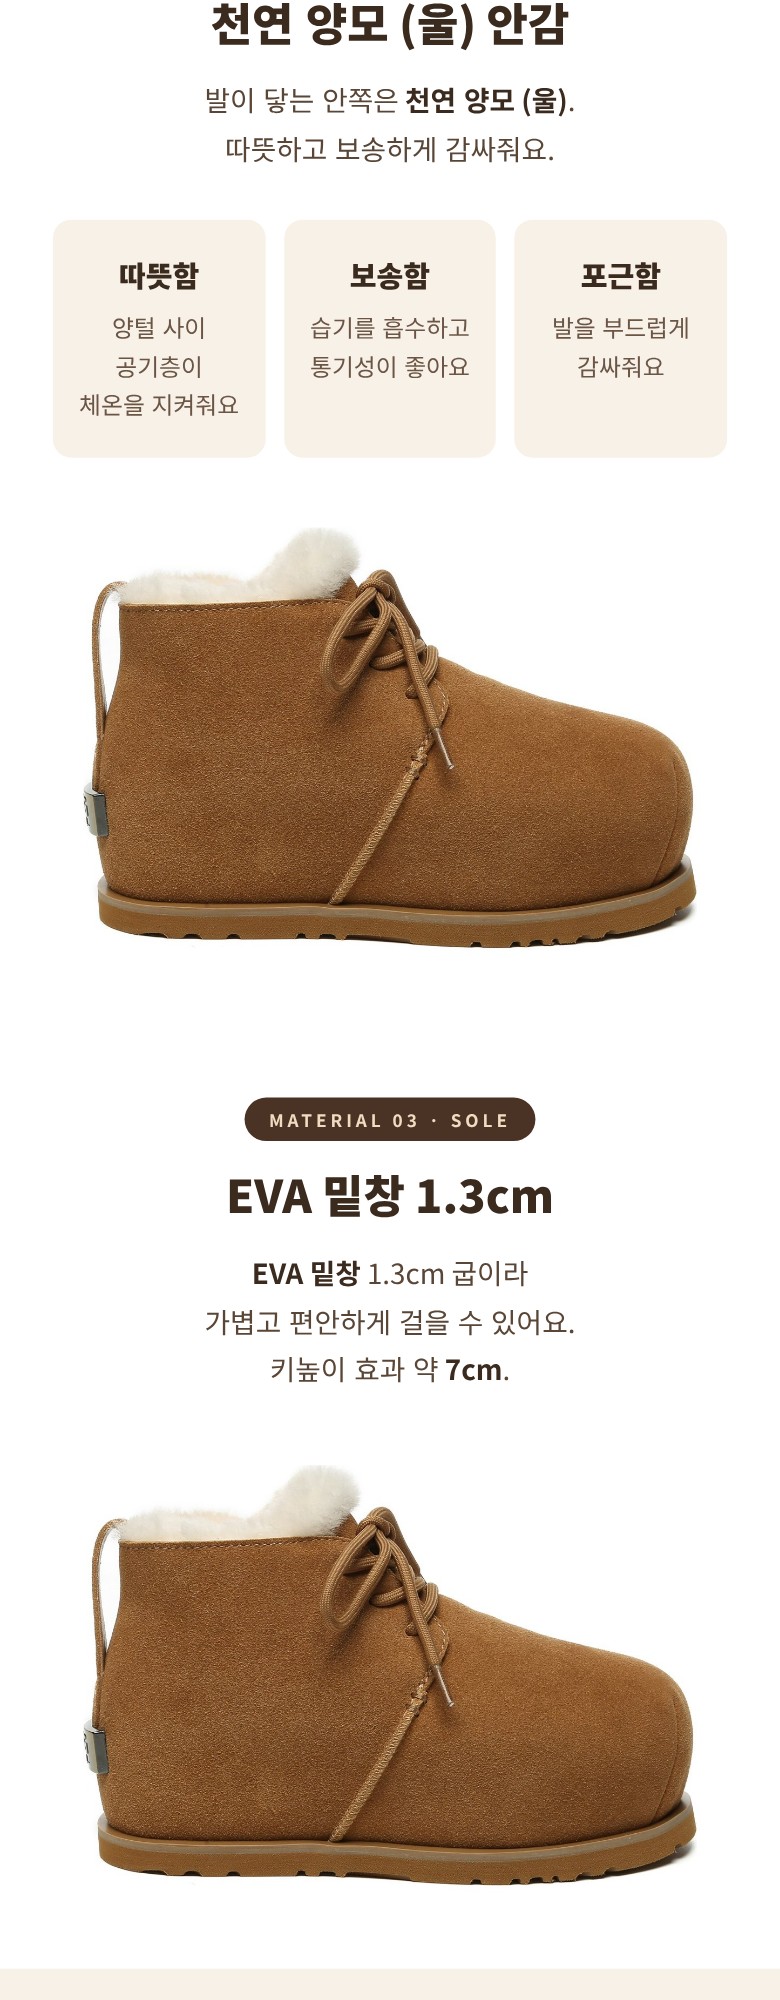 천연 양모 (울) 안감
발이 닿는 안쪽은 천연 양모 (울).
따뜻하고 보송하게 감싸줘요.
따뜻함
양털 사이
공기층이
체온을 지켜줘요
보송함
습기를 흡수하고
통기성이 좋아요
포근함
발을 부드럽게
감싸줘요
MATERIAL 03 · SOLE
EVA 밑창 1.3cm
EVA 밑창 1.3cm 굽이라
가볍고 편안하게 걸을 수 있어요.
키높이 효과 약 7cm.